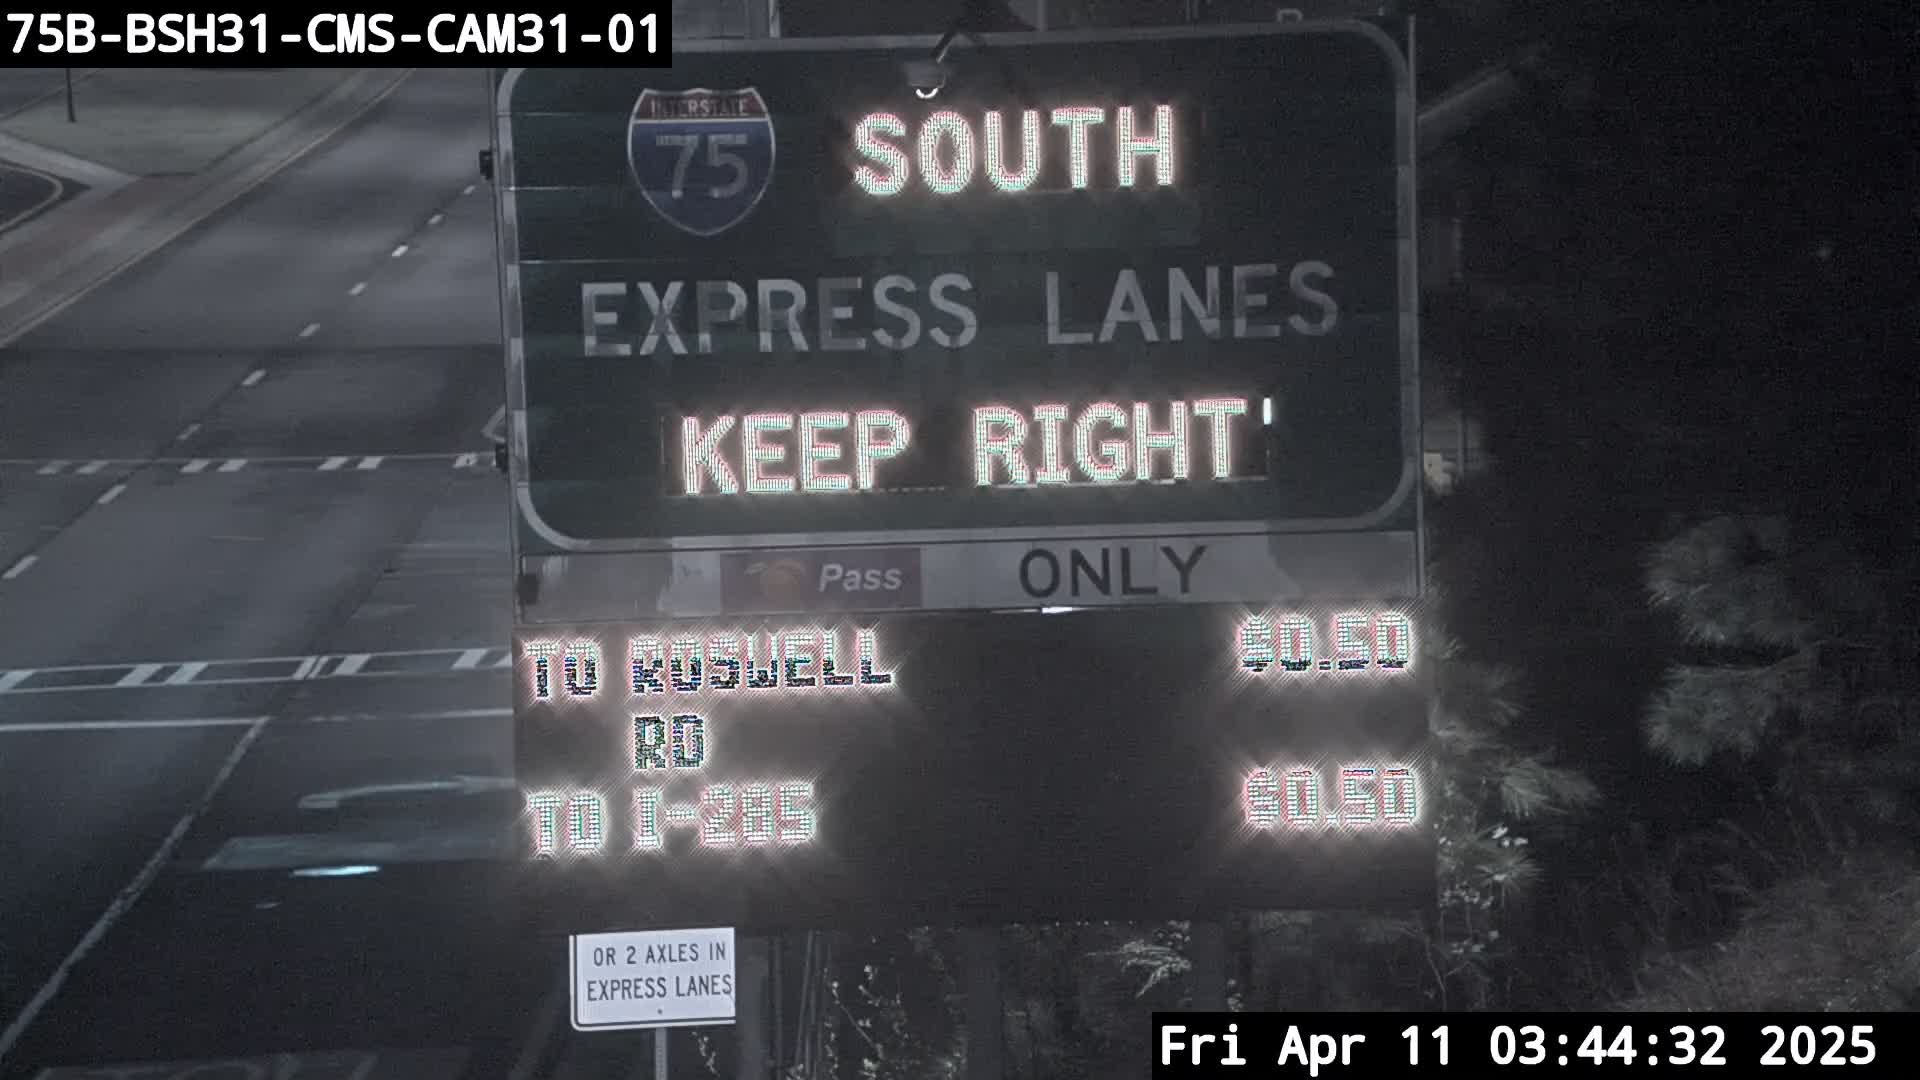 75B-BSH31-CMS-CAM31-01
INTERSTATE
75
SOUTH
EXPRESS LANES
KEEP RIGHT
Pass ONLY
TO ROSWELL $0.50
RD
TO I-285 $0.50
OR 2 AXLES IN
EXPRESS LANES
Fri Apr 11 03:44:32 2025